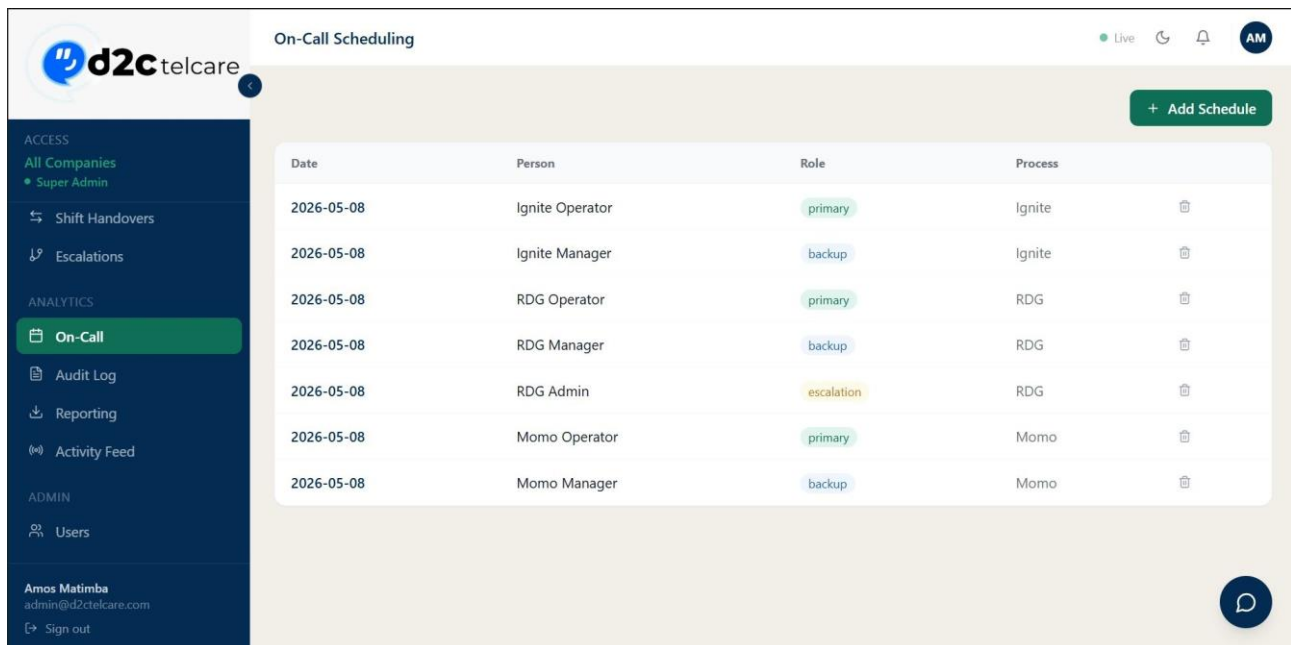 d2c telcare
ACCESS
All Companies
Super Admin
Shift Handovers
Escalations
ANALYTICS
On-Call
Audit Log
Reporting
Activity Feed
ADMIN
Users
Amos Matimba
admin@d2ctelcare.com
Sign out
On-Call Scheduling
Live
AM
+ Add Schedule
Date Person Role Process
2026-05-08 Ignite Operator primary Ignite
2026-05-08 Ignite Manager backup Ignite
2026-05-08 RDG Operator primary RDG
2026-05-08 RDG Manager backup RDG
2026-05-08 RDG Admin escalation RDG
2026-05-08 Momo Operator primary Momo
2026-05-08 Momo Manager backup Momo